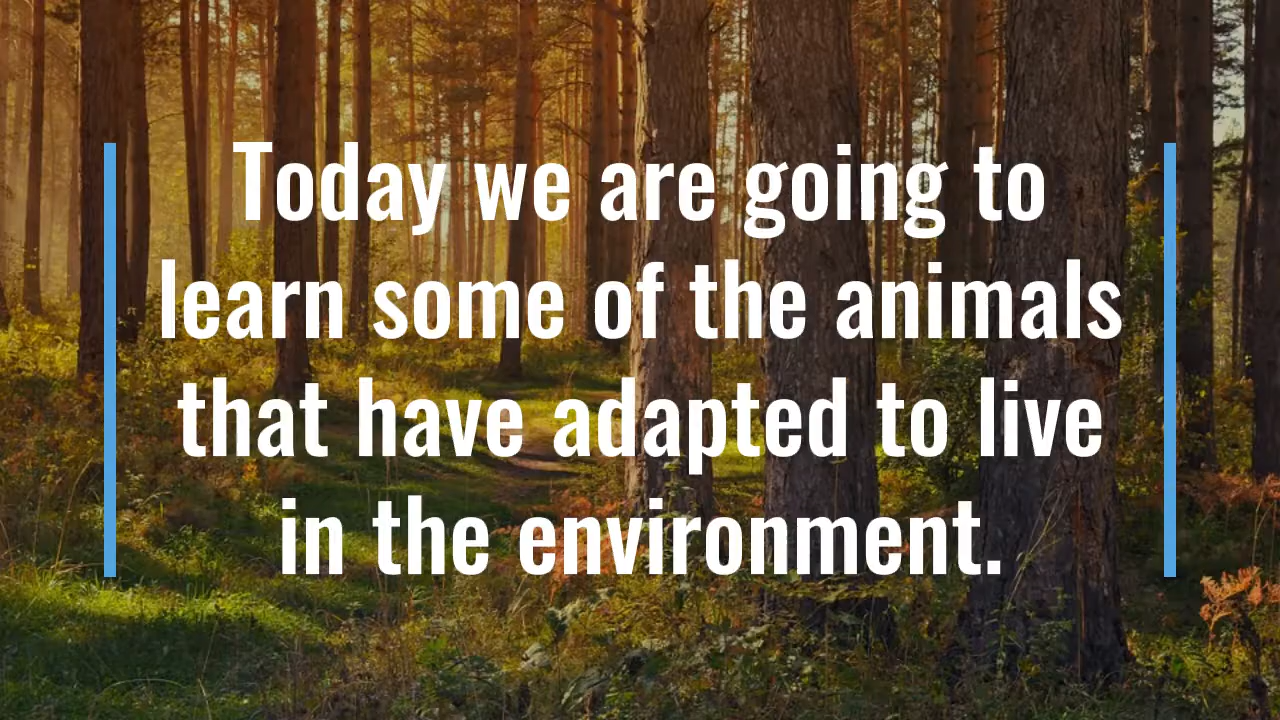 Today we are going to
learn some of the animals
that have adapted to live
in the environment.